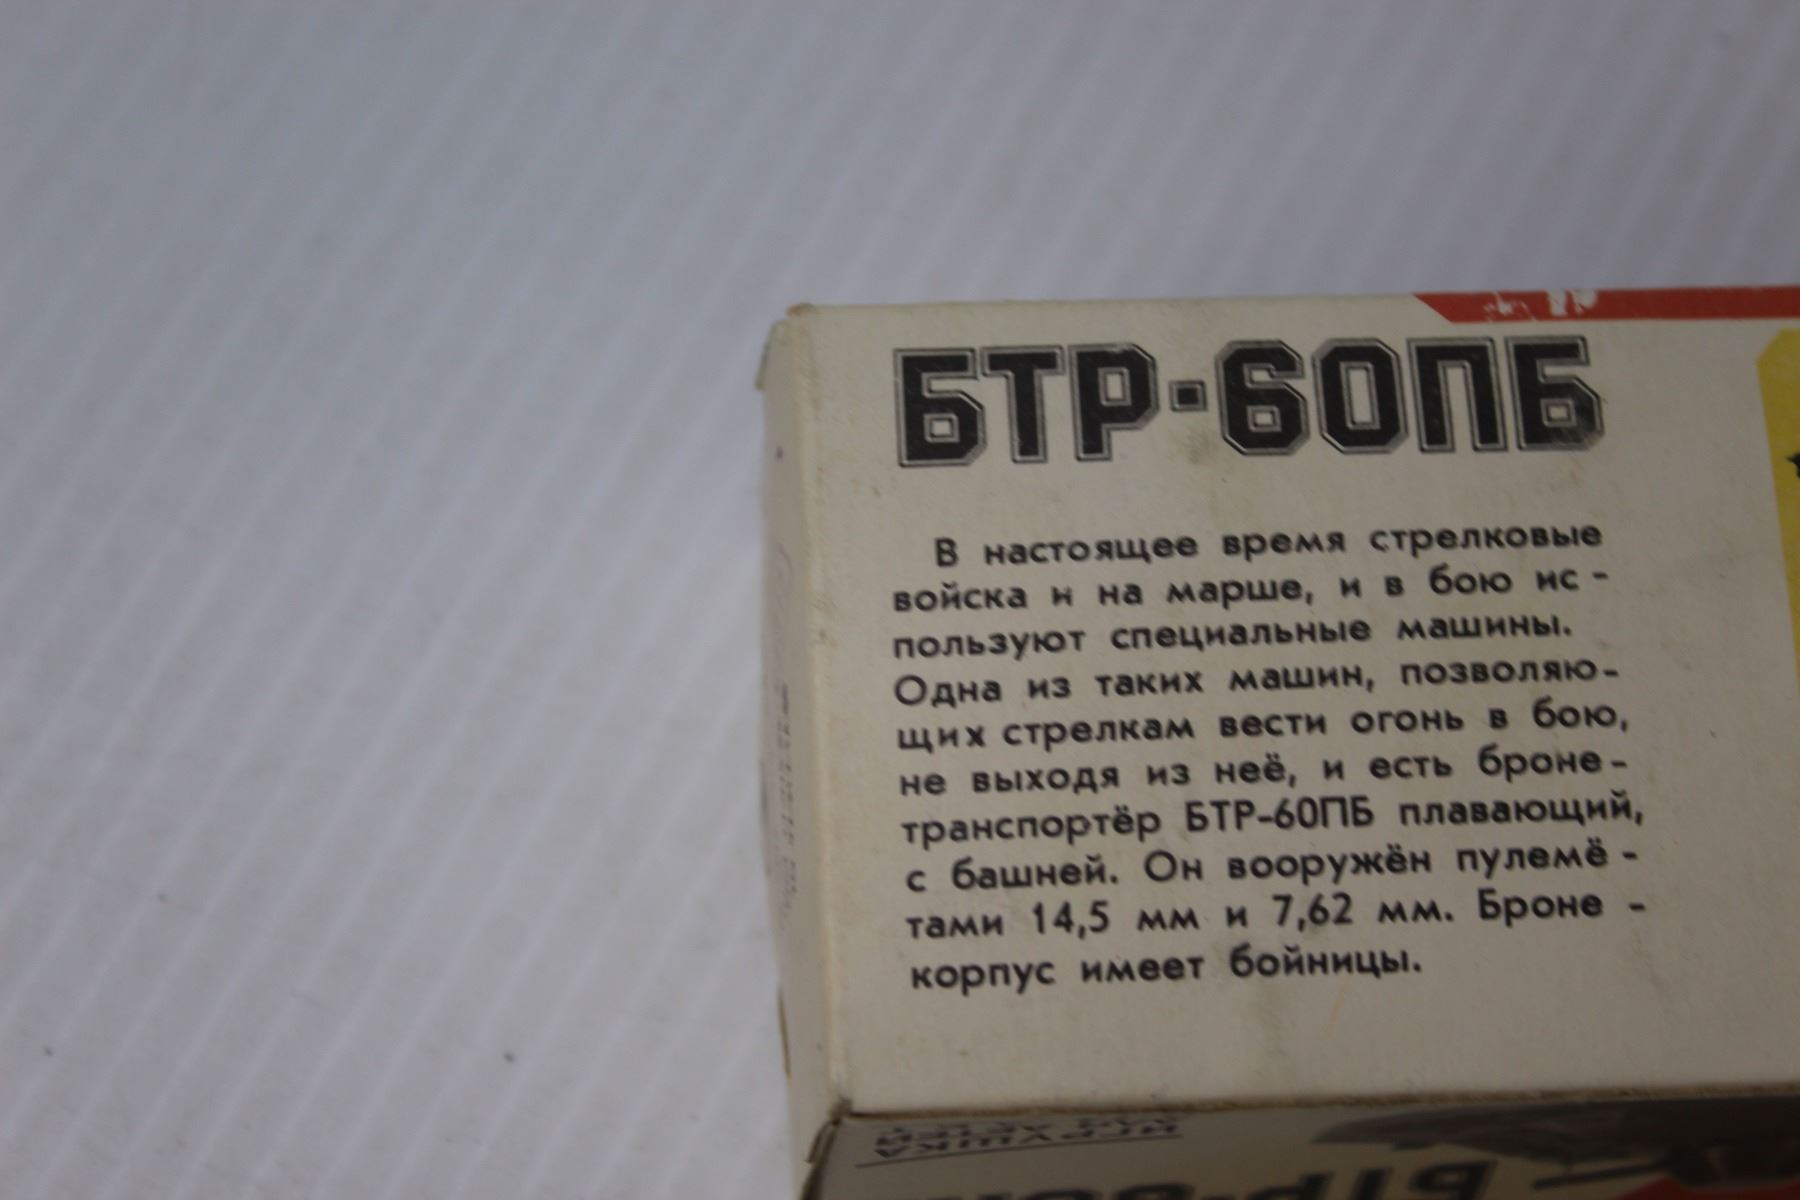 БТР-60ПБ
В настоящее время стрелковые
войска и на марше, и в бою ис-
пользуют специальные машины.
Одна из таких машин, позволяю-
щих стрелкам вести огонь в бою,
не выходя из неё, и есть броне-
транспортёр БТР-60ПБ плавающий,
с башней. Он вооружён пулемё-
тами 14,5 мм и 7,62 мм. Броне-
корпус имеет бойницы.
ИГРУШКА